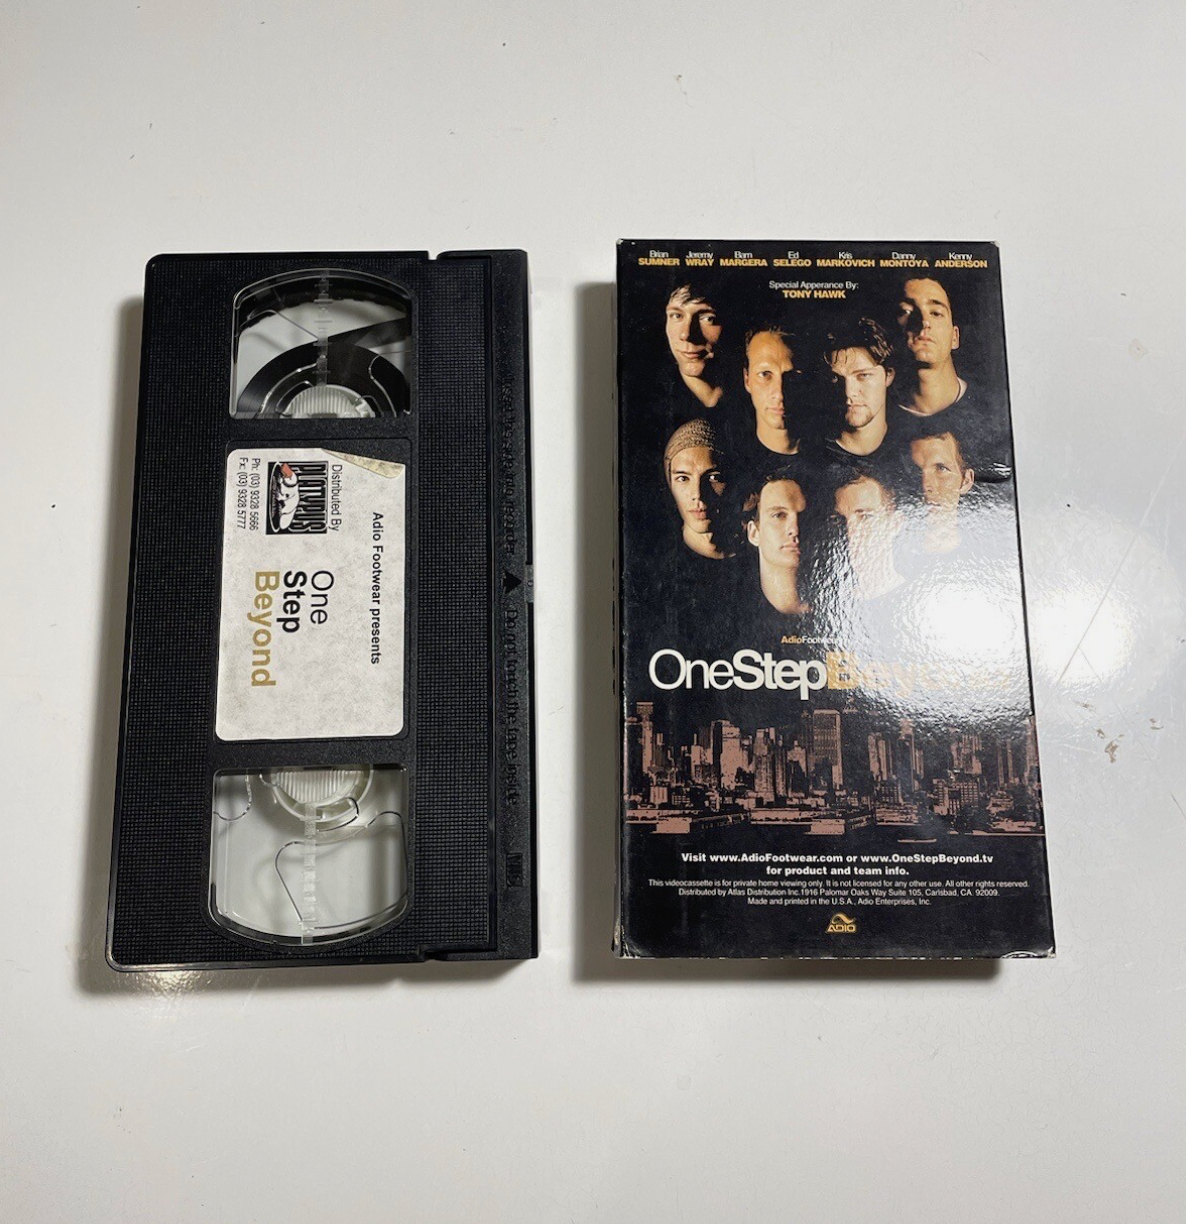 Distributed By
PLATYPUS
Ph: (03) 9328 5666
Fx: (03) 9328 5777
Adio Footwear presents
One
Step
Beyond
Do not touch the tape inside
Brian Jeremy Bam Ed Kris Danny Kenny
SUMNER WRAY MARGERA SELEGO MARKOVICH MONTOYA ANDERSON
Special Apperance By:
TONY HAWK
AdioFootwear
OneStepBeyond
Visit www.AdioFootwear.com or www.OneStepBeyond.tv
for product and team info.
This videocassette is for private home viewing only. It is not licensed for any other use. All other rights reserved.
Distributed by Atlas Distribution Inc.1916 Palomar Oaks Way Suite 105, Carlsbad, CA. 92009.
Made and printed in the U.S.A., Adio Enterprises, Inc.
ADIO